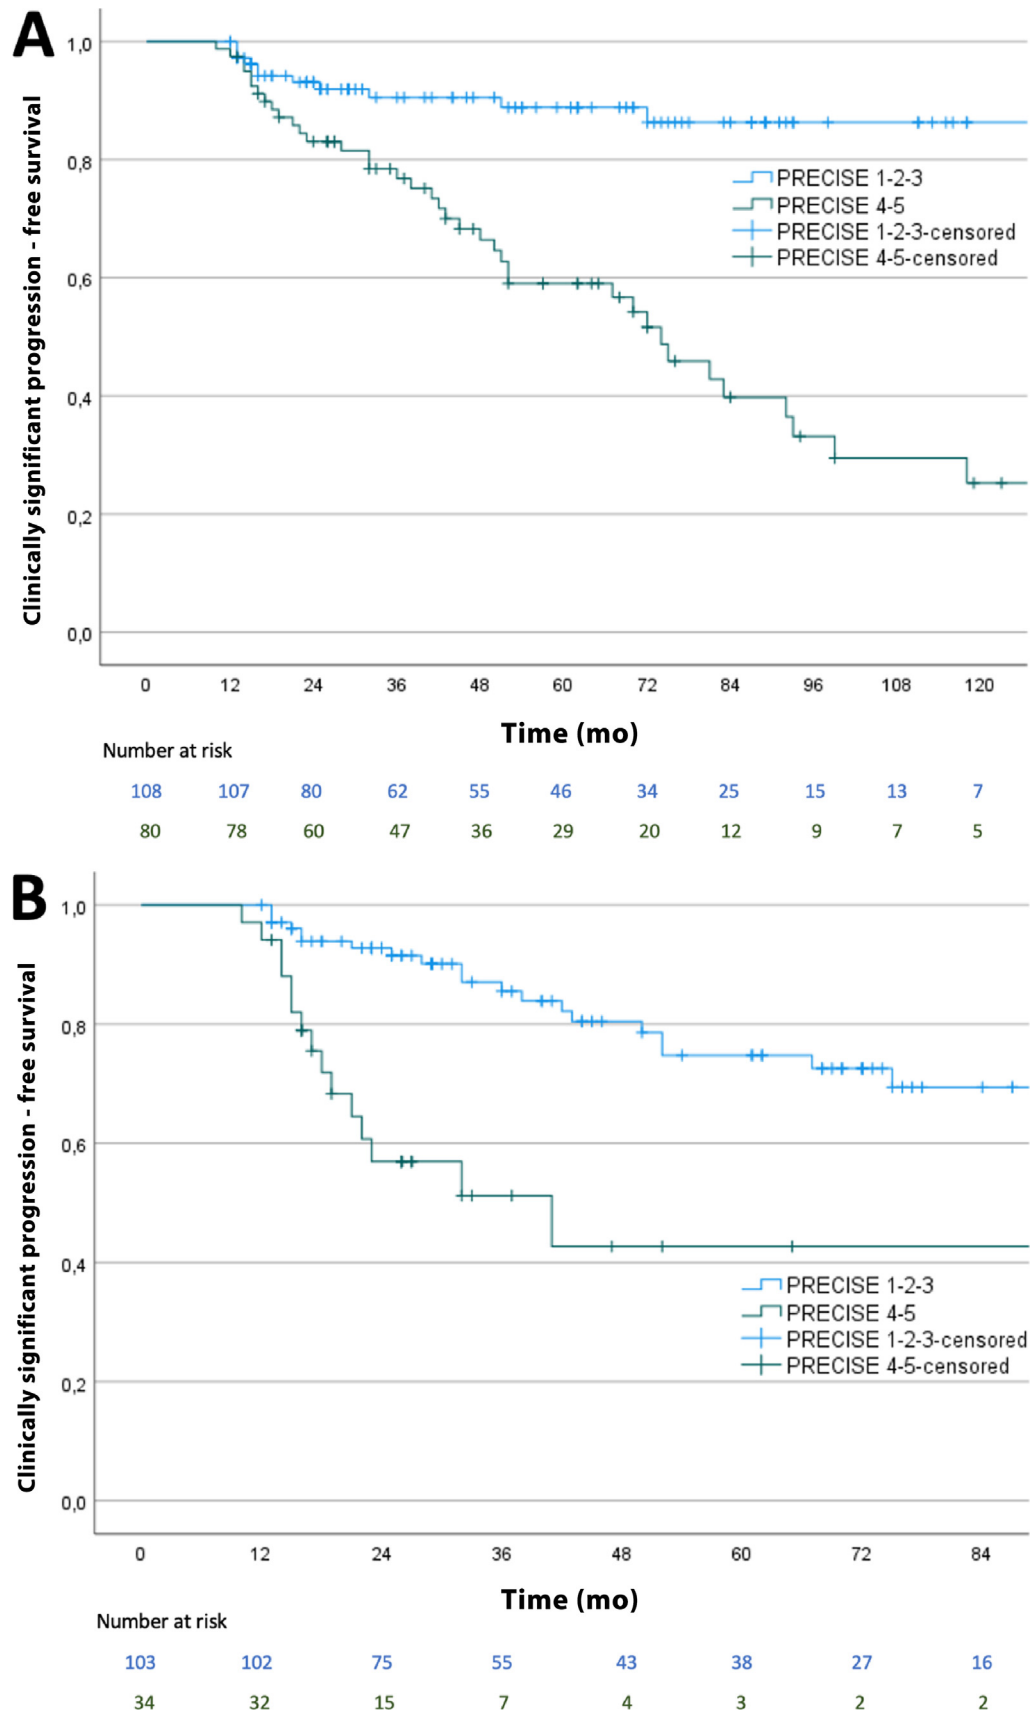 A
Clinically significant progression - free survival
1,0
0,8
0,6
0,4
0,2
0,0
PRECISE 1-2-3
PRECISE 4-5
PRECISE 1-2-3-censored
PRECISE 4-5-censored
0 12 24 36 48 60 72 84 96 108 120
Time (mo)
Number at risk
108 107 80 62 55 46 34 25 15 13 7
80 78 60 47 36 29 20 12 9 7 5
B
Clinically significant progression - free survival
1,0
0,8
0,6
0,4
0,2
0,0
PRECISE 1-2-3
PRECISE 4-5
PRECISE 1-2-3-censored
PRECISE 4-5-censored
0 12 24 36 48 60 72 84
Time (mo)
Number at risk
103 102 75 55 43 38 27 16
34 32 15 7 4 3 2 2